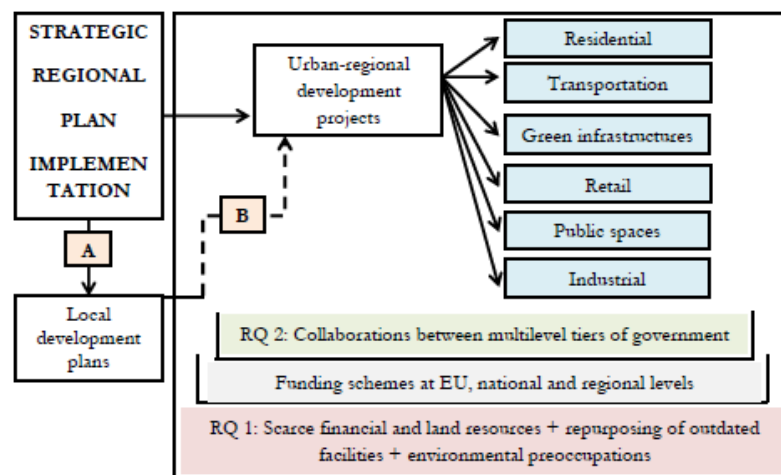 STRATEGIC
REGIONAL
PLAN
IMPLEMEN
TATION
A
Local
development
plans
B
Urban-regional
development
projects
Residential
Transportation
Green infrastructures
Retail
Public spaces
Industrial
RQ 2: Collaborations between multilevel tiers of government
Funding schemes at EU, national and regional levels
RQ 1: Scarce financial and land resources + repurposing of outdated
facilities + environmental preoccupations